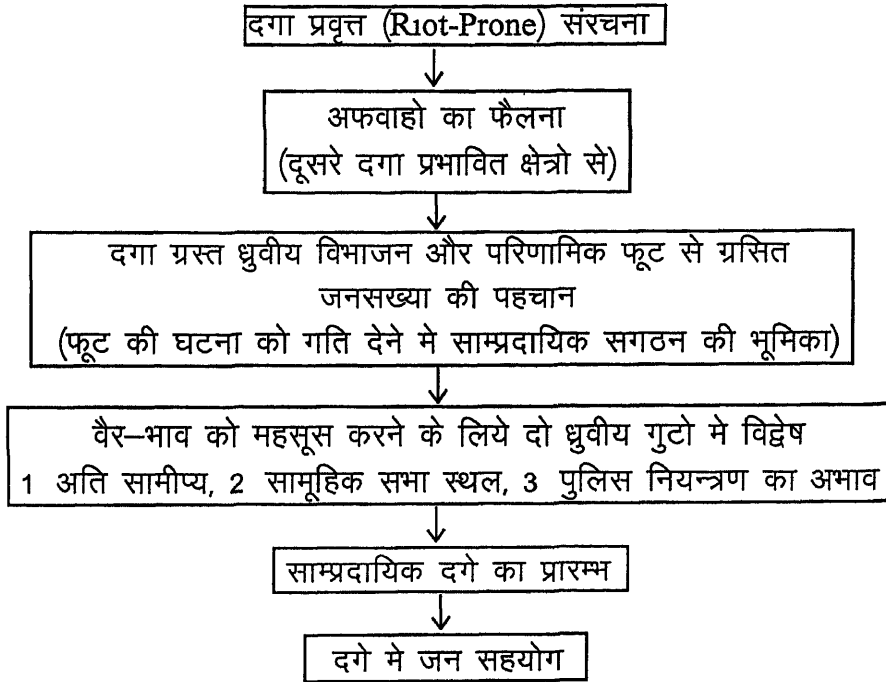 दगा प्रवृत्त (Rıot-Prone) संरचना
अफवाहो का फैलना
(दूसरे दगा प्रभावित क्षेत्रो से)
दगा ग्रस्त ध्रुवीय विभाजन और परिणामिक फूट से ग्रसित
जनसख्या की पहचान
(फूट की घटना को गति देने मे साम्प्रदायिक सगठन की भूमिका)
वैर–भाव को महसूस करने के लिये दो ध्रुवीय गुटो मे विद्वेष
1 अति सामीप्य, 2 सामूहिक सभा स्थल, 3 पुलिस नियन्त्रण का अभाव
साम्प्रदायिक दगे का प्रारम्भ
दगे मे जन सहयोग